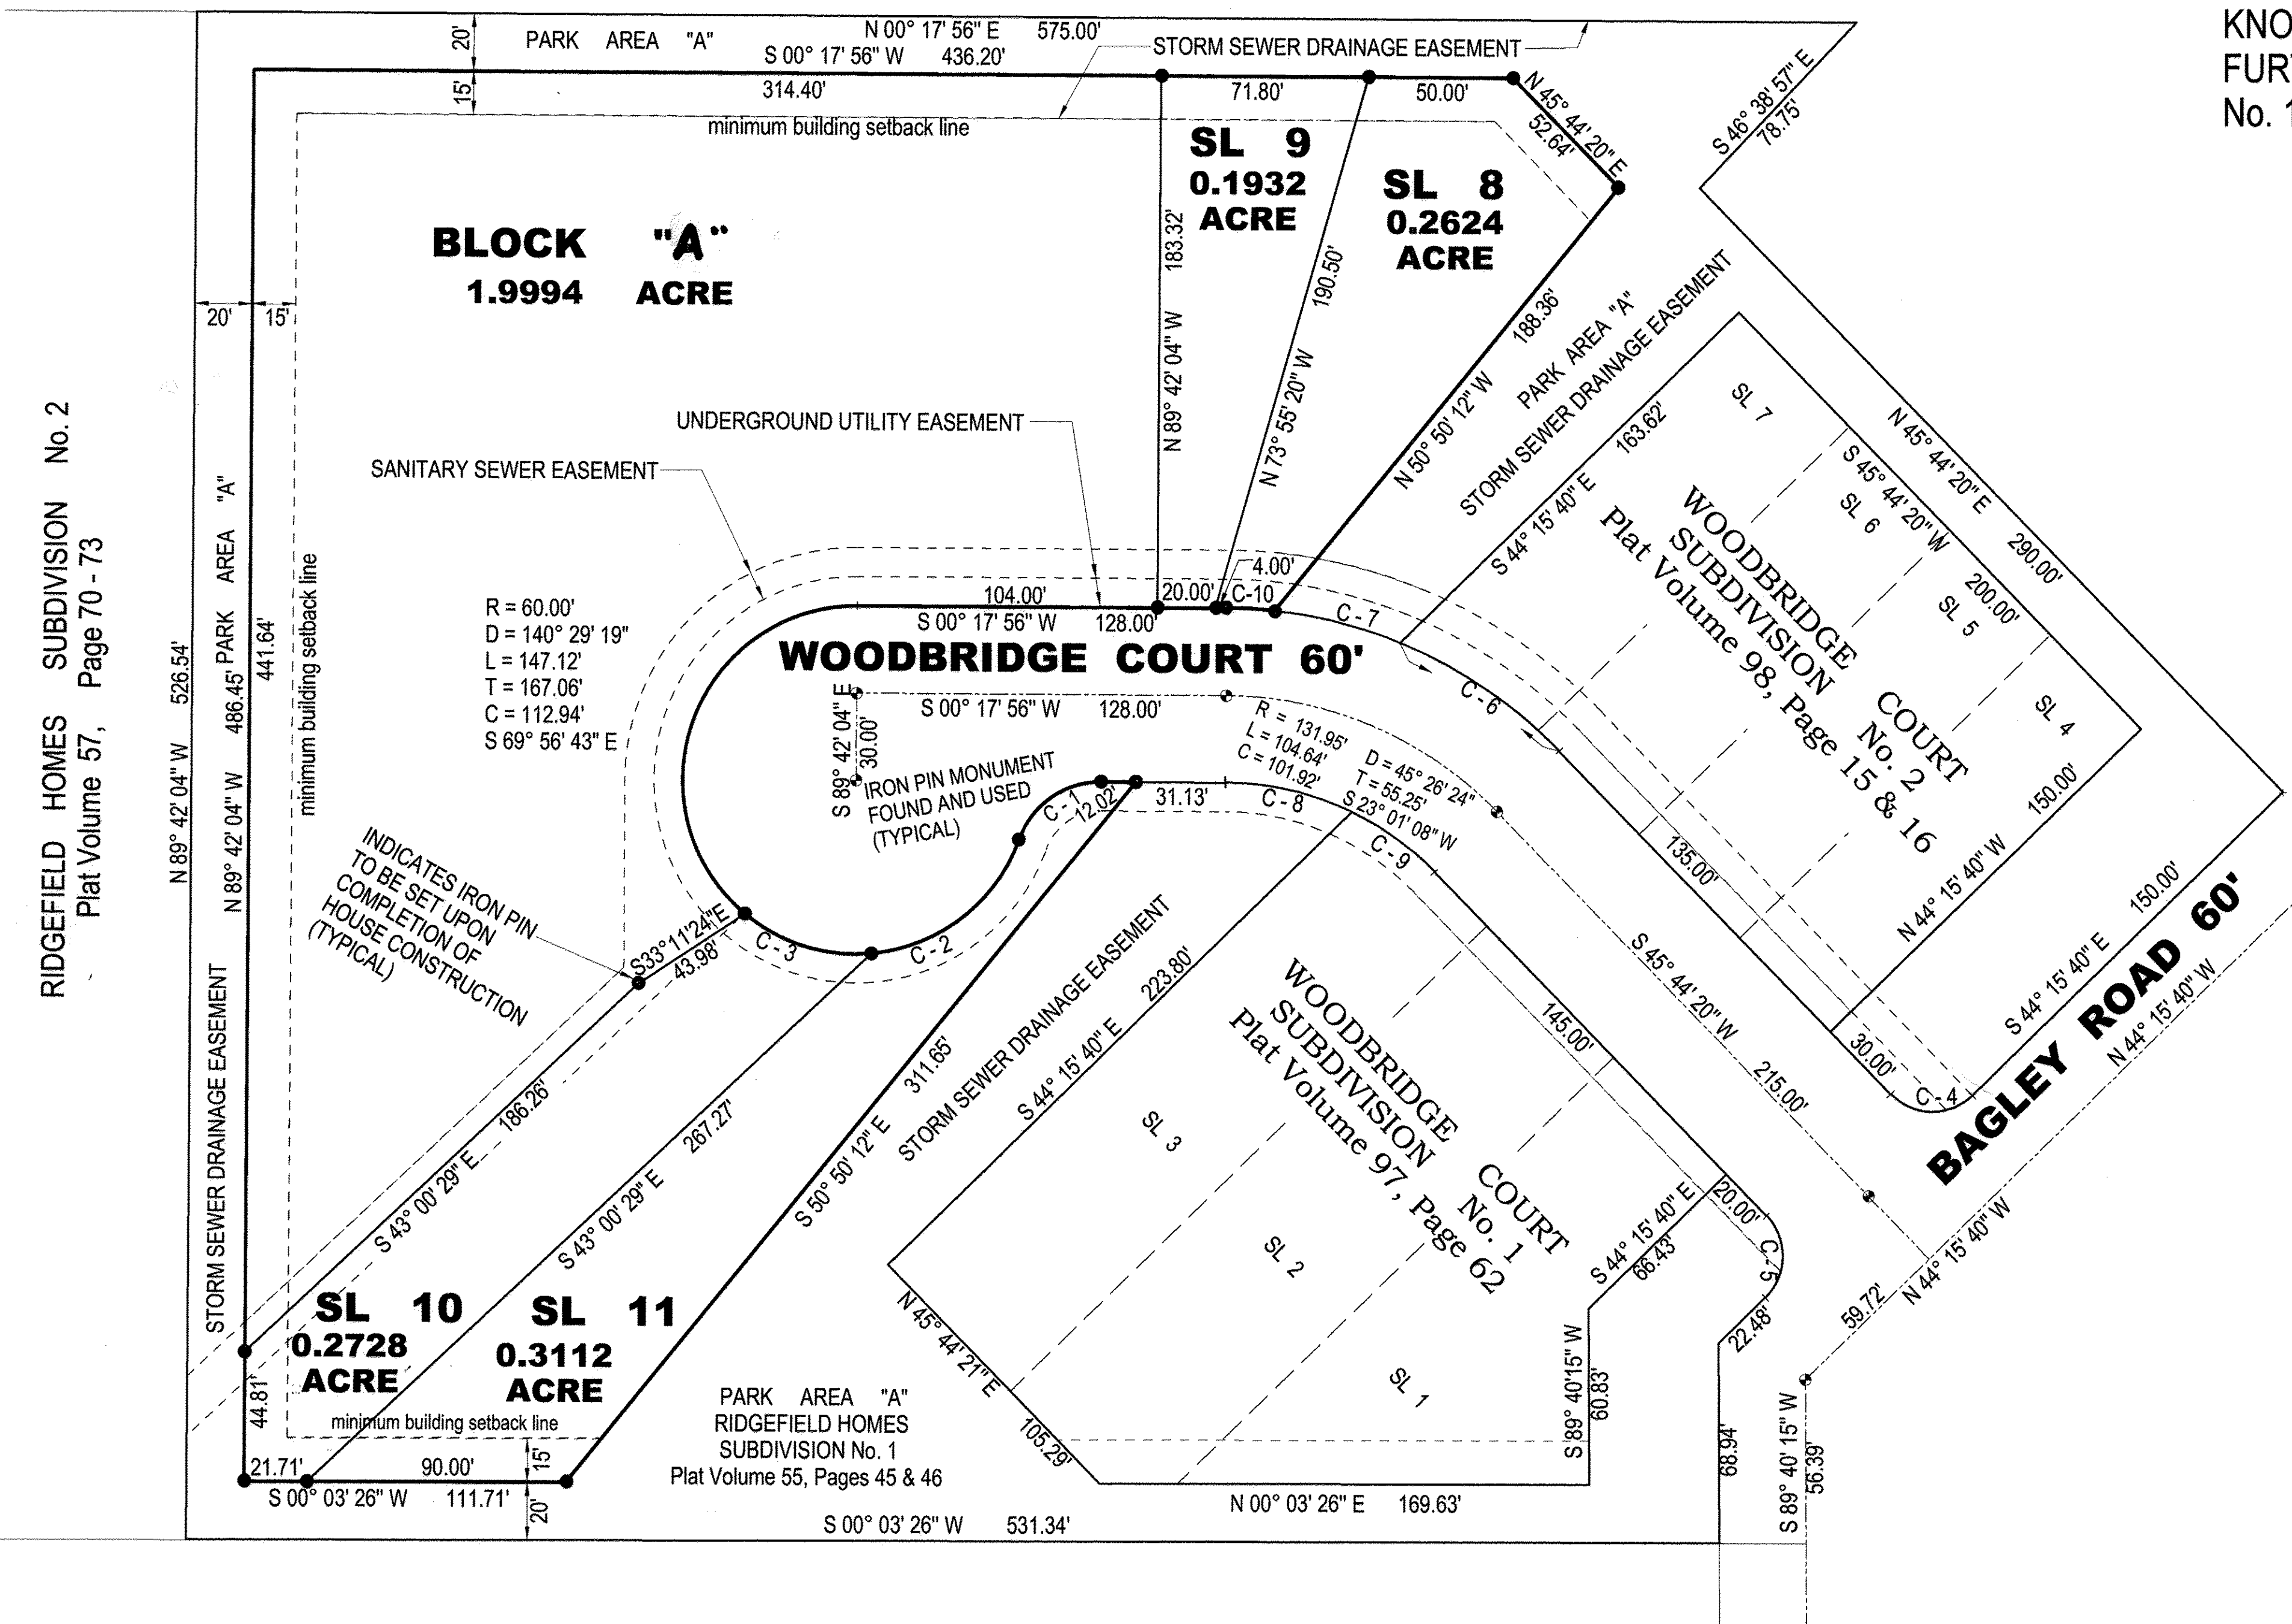 KNO
FUR
No. 1
N 00° 17' 56" E 575.00'
PARK AREA "A"
S 00° 17' 56" W 436.20'
STORM SEWER DRAINAGE EASEMENT
20'
15'
314.40'
71.80'
50.00'
minimum building setback line
N 45° 44' 20" E
52.64'
S 46° 38' 57" E
78.75'
SL 9
0.1932
ACRE
SL 8
0.2624
ACRE
BLOCK "A"
1.9994 ACRE
20'
15'
N 89° 42' 04" W 183.32'
N 73° 55' 20" W 190.50'
N 50° 50' 12" W 188.36'
PARK AREA "A"
STORM SEWER DRAINAGE EASEMENT
S 44° 15' 40" E 163.62'
SL 7
SL 6
SL 5
SL 4
S 45° 44' 20" W 200.00'
N 45° 44' 20" E 290.00'
WOODBRIDGE COURT
SUBDIVISION No. 2
Plat Volume 98, Page 15 & 16
N 44° 15' 40" W 150.00'
S 44° 15' 40" E 150.00'
BAGLEY ROAD 60'
N 44° 15' 40" W
RIDGEFIELD HOMES SUBDIVISION No. 2
Plat Volume 57, Page 70 - 73
N 89° 42' 04" W 526.54'
N 89° 42' 04" W 486.45'
PARK AREA "A"
441.64'
minimum building setback line
STORM SEWER DRAINAGE EASEMENT
UNDERGROUND UTILITY EASEMENT
SANITARY SEWER EASEMENT
R = 60.00'
D = 140° 29' 19"
L = 147.12'
T = 167.06'
C = 112.94'
S 69° 56' 43" E
104.00'
20.00'
4.00'
C-10
C-7
C-6
S 00° 17' 56" W 128.00'
WOODBRIDGE COURT 60'
S 00° 17' 56" W 128.00'
S 89° 42' 04" E
30.00'
IRON PIN MONUMENT
FOUND AND USED
(TYPICAL)
R = 131.95' D = 45° 26' 24"
L = 104.64' T = 55.25'
C = 101.92' S 23° 01' 08" W
C-1
12.02'
31.13'
C-8
C-9
C-2
C-3
INDICATES IRON PIN
TO BE SET UPON
COMPLETION OF
HOUSE CONSTRUCTION
(TYPICAL)
S33°11'24"E
43.98'
135.00'
30.00'
C-4
S 45° 44' 20" W 215.00'
145.00'
20.00'
C-5
22.48'
59.72'
N 44° 15' 40" W
S 43° 00' 29" E 186.26'
S 43° 00' 29" E 267.27'
S 50° 50' 12" E 311.65'
STORM SEWER DRAINAGE EASEMENT
S 44° 15' 40" E 223.80'
WOODBRIDGE COURT
SUBDIVISION No. 1
Plat Volume 97, Page 62
SL 3
SL 2
SL 1
N 45° 44' 21" E 105.29'
S 44° 15' 40" E
66.43'
S 89° 40'15" W
60.83'
68.94'
S 89° 40' 15" W
56.39'
SL 10
0.2728
ACRE
SL 11
0.3112
ACRE
44.81'
minimum building setback line
21.71'
90.00'
15'
20'
S 00° 03' 26" W 111.71'
PARK AREA "A"
RIDGEFIELD HOMES
SUBDIVISION No. 1
Plat Volume 55, Pages 45 & 46
N 00° 03' 26" E 169.63'
S 00° 03' 26" W 531.34'